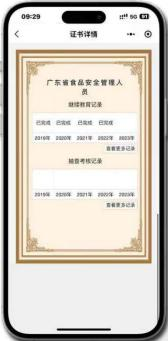 09:29
5G 91
证书详情
广东省食品安全管理人
员
继续教育记录
已完成 已完成 已完成 已完成
2019年 2020年 2021年 2022年 2023年
查看更多记录
抽查考核记录
2019年 2020年 2021年 2022年 2023年
查看更多记录